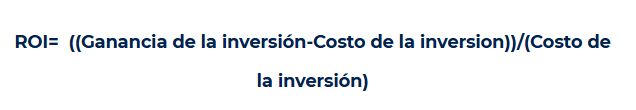 ROI=  ((Ganancia de la inversión-Costo de la inversion))/(Costo de
la inversión)